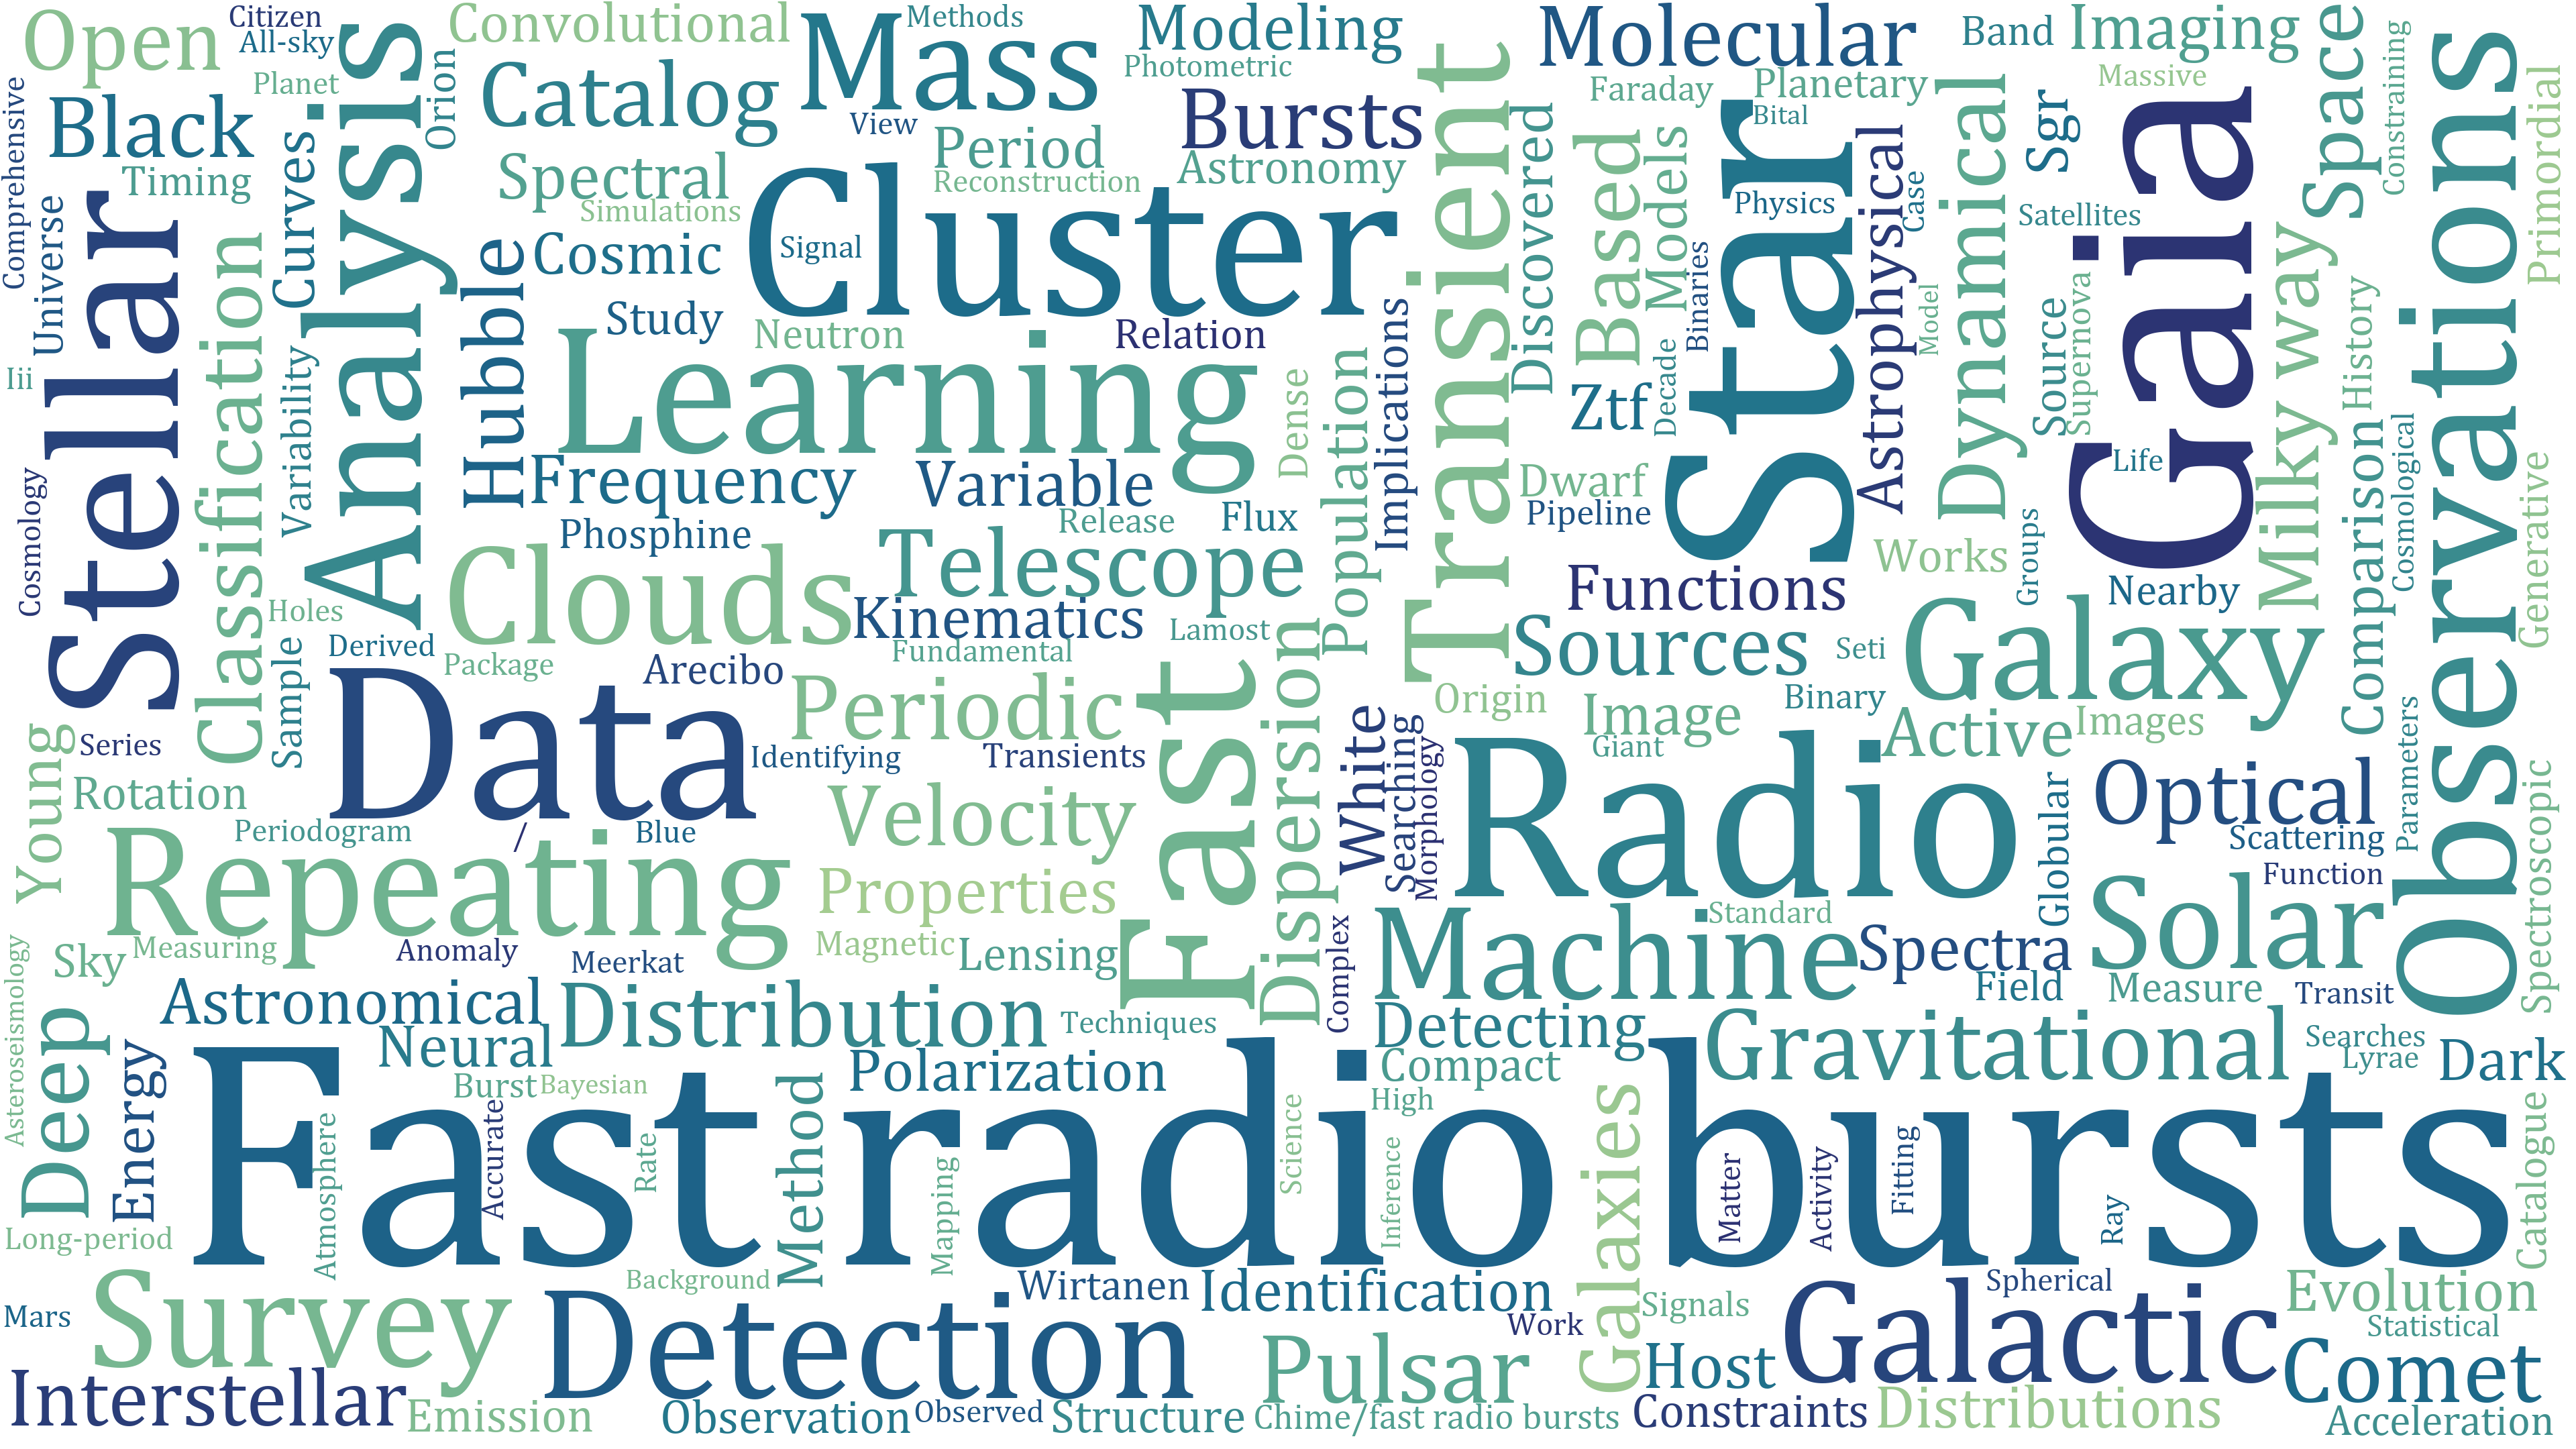 Open
Citizen
All-sky
Planet
Convolutional
Methods
Mass
Modeling
Photometric
Molecular
Band
Imaging
Space
Constraining
Observations
Primordial
Comprehensive
Black
Timing
Curves
Analysis
Orion
Catalog
View
Period
Bursts
Astronomy
Reconstruction
Transient
Discovered
Faraday
Planetary
Bital
Star
Dynamical
Sgr
Massive
Gaia
Universe
Stellar
Classification
Variability
Hubble
Spectral
Simulations
Cosmic
Study
Signal
Cluster
Neutron
Relation
Implications
Based
Models
Binaries
Physics
Astrophysical
Case
Model
Satellites
Source
Supernova
Milky way
History
Iii
Cosmology
Learning
Dense
Population
Ztf
Decade
Dwarf
Pipeline
Life
Comparison
Cosmological
Generative
Frequency
Variable
Phosphine
Release
Flux
Telescope
Clouds
Kinematics
Lamost
Fundamental
Functions
Works
Groups
Nearby
Holes
Derived
Sample
Package
Arecibo
Dispersion
Sources
Seti
Galaxy
Data
Periodic
Fast
Origin
Image
Giant
Binary
Active
Images
Parameters
Young
Series
Rotation
Identifying
Transients
White
Searching
Morphology
Radio
Globular
Optical
Scattering
Function
Spectroscopic
Periodogram
/
Blue
Velocity
Repeating
Properties
Magnetic
Lensing
Complex
Machine
Standard
Spectra
Field
Solar
Measure
Transit
Asteroseismology
Sky
Measuring
Anomaly
Meerkat
Deep
Astronomical
Neural
Distribution
Techniques
Detecting
Compact
Gravitational
Searches
Lyrae
Dark
Energy
Burst
Bayesian
Polarization
High
Fast radio bursts
Atmosphere
Accurate
Rate
Method
Mapping
Science
Inference
Galaxies
Matter
Activity
Fitting
Ray
Catalogue
Long-period
Background
Wirtanen
Identification
Signals
Spherical
Evolution
Mars
Survey
Detection
Work
Statistical
Pulsar
Host
Galactic
Comet
Interstellar
Emission
Observation
Observed
Structure
Chime/fast radio bursts
Constraints
Distributions
Acceleration